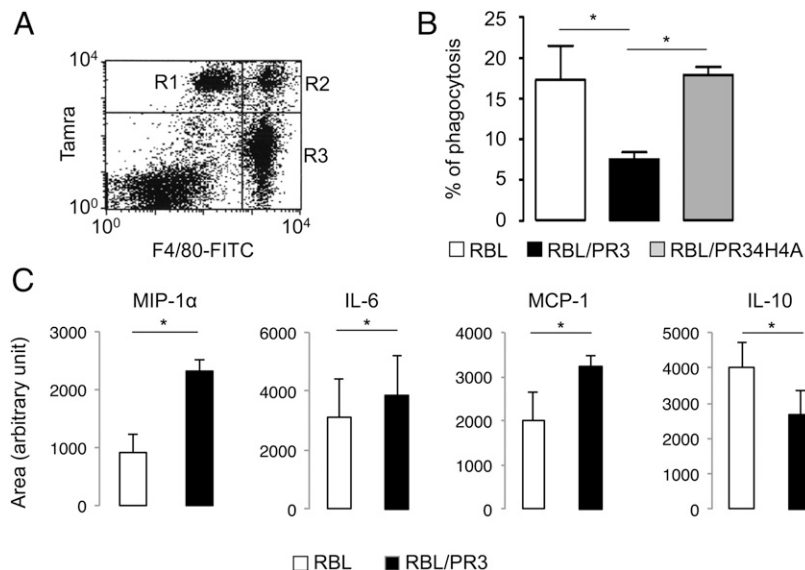 A
10⁴
Tamra
10⁰
R1
R2
R3
10⁰ 10² 10⁴
F4/80-FITC
B
% of phagocytosis
25
20
15
10
5
0
* *
RBL RBL/PR3 RBL/PR34H4A
C
Area (arbitrary unit)
MIP-1α
3000
2000
1000
0
*
IL-6
6000
4000
2000
0
*
MCP-1
4000
3000
2000
1000
0
*
IL-10
5000
4000
3000
2000
1000
0
*
RBL RBL/PR3